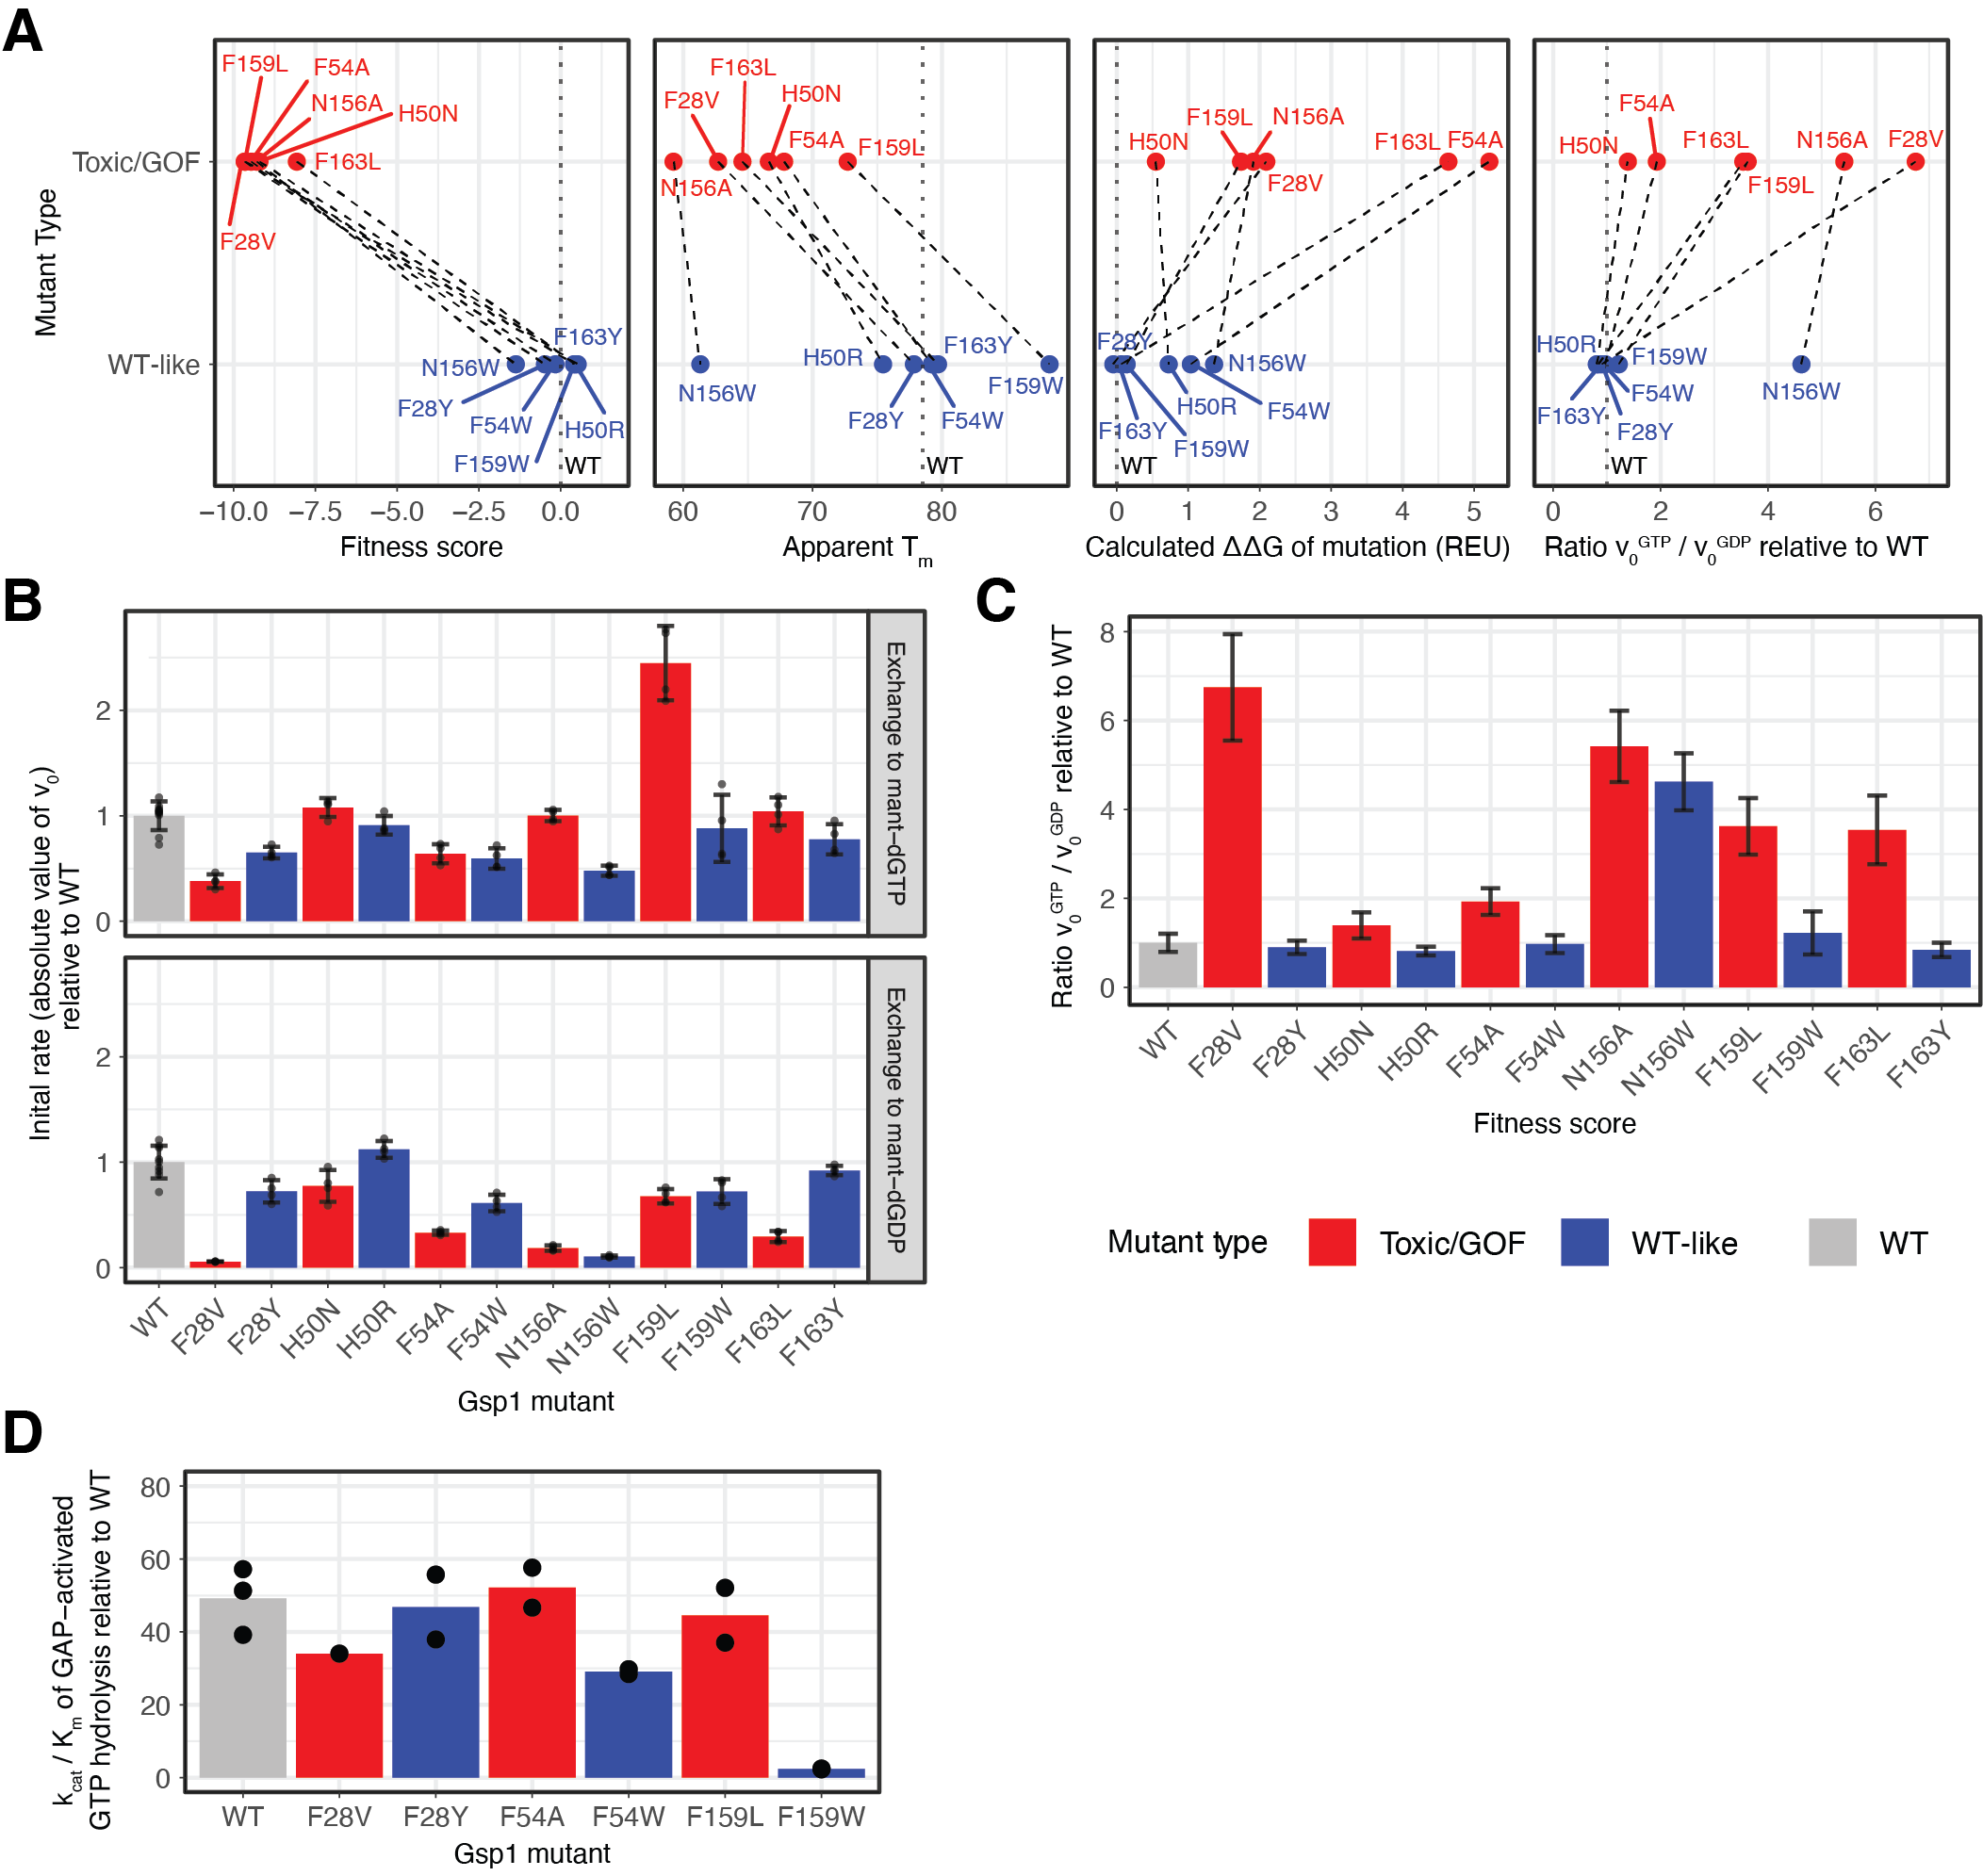 A
F159L
F54A
N156A
H50N
F163L
F28V
F163Y
N156W
F28Y
F54W
H50R
F159W
WT
F163L
F28V
H50N
F54A
F159L
N156A
H50R
F163Y
N156W
F159W
F28Y
F54W
WT
F159L
N156A
H50N
F163L
F54A
F28V
F28Y
N156W
H50R
F54W
F163Y
F159W
WT
F54A
H50N
F163L
N156A
F28V
F159L
H50R
F159W
F54W
N156W
F163Y
F28Y
WT
Mutant Type
Toxic/GOF
WT-like
−10.0 −7.5 −5.0 −2.5 0.0
60 70 80
0 1 2 3 4 5
0 2 4 6
Fitness score
Apparent Tm
Calculated ΔΔG of mutation (REU)
Ratio v0GTP / v0GDP relative to WT
B
Inital rate (absolute value of v0)
relative to WT
2
1
0
Exchange to mant−dGTP
2
1
0
Exchange to mant−dGDP
WT F28V F28Y H50N H50R F54A F54W N156A N156W F159L F159W F163L F163Y
Gsp1 mutant
C
Ratio v0GTP / v0GDP relative to WT
8
6
4
2
0
WT F28V F28Y H50N H50R F54A F54W N156A N156W F159L F159W F163L F163Y
Fitness score
Mutant type Toxic/GOF WT-like WT
D
kcat / Km of GAP−activated
GTP hydrolysis relative to WT
80
60
40
20
0
WT F28V F28Y F54A F54W F159L F159W
Gsp1 mutant